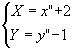 X = x" + 2
Y = y" − 1